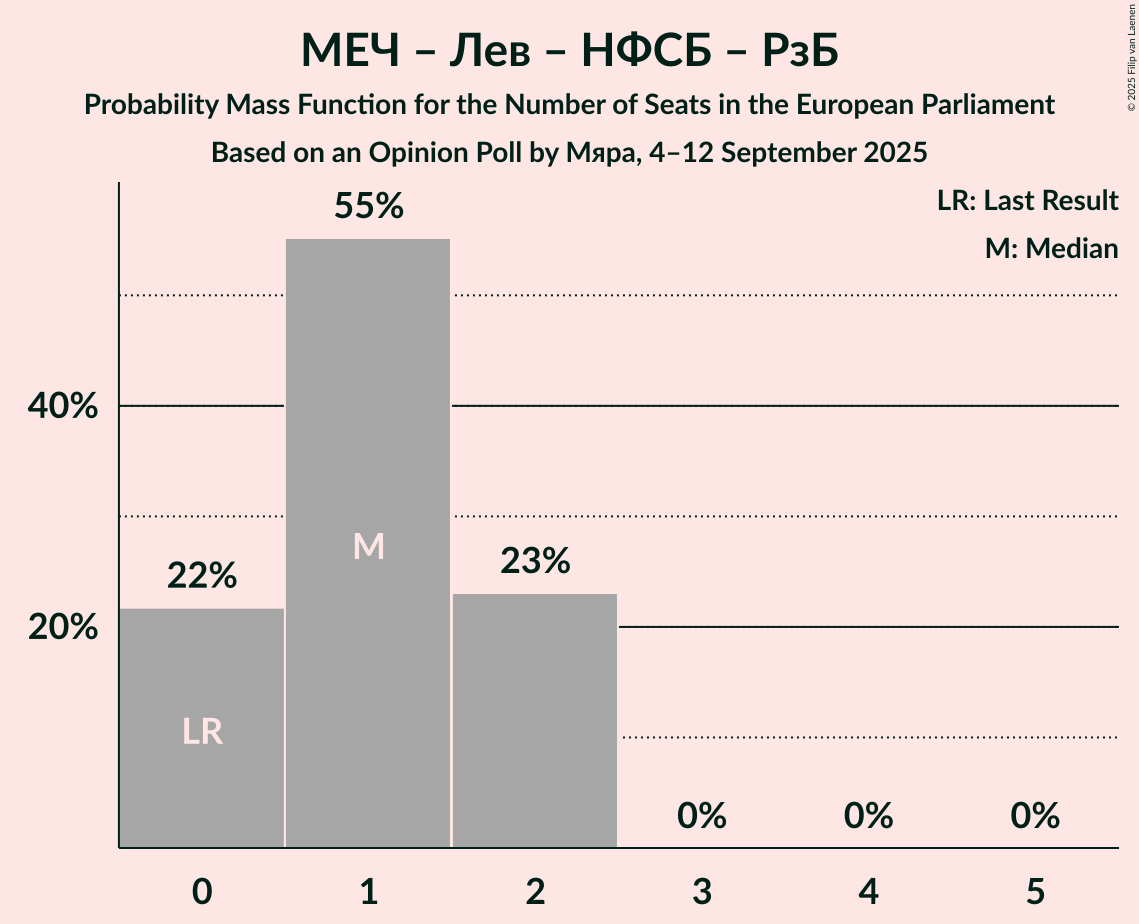 МЕЧ – Лев – НФСБ – РзБ
Probability Mass Function for the Number of Seats in the European Parliament
Based on an Opinion Poll by Мяра, 4–12 September 2025
© 2025 Filip van Laenen
LR: Last Result
M: Median
55%
40%
M
22%
23%
20%
LR
0%
0%
0%
0
1
2
3
4
5